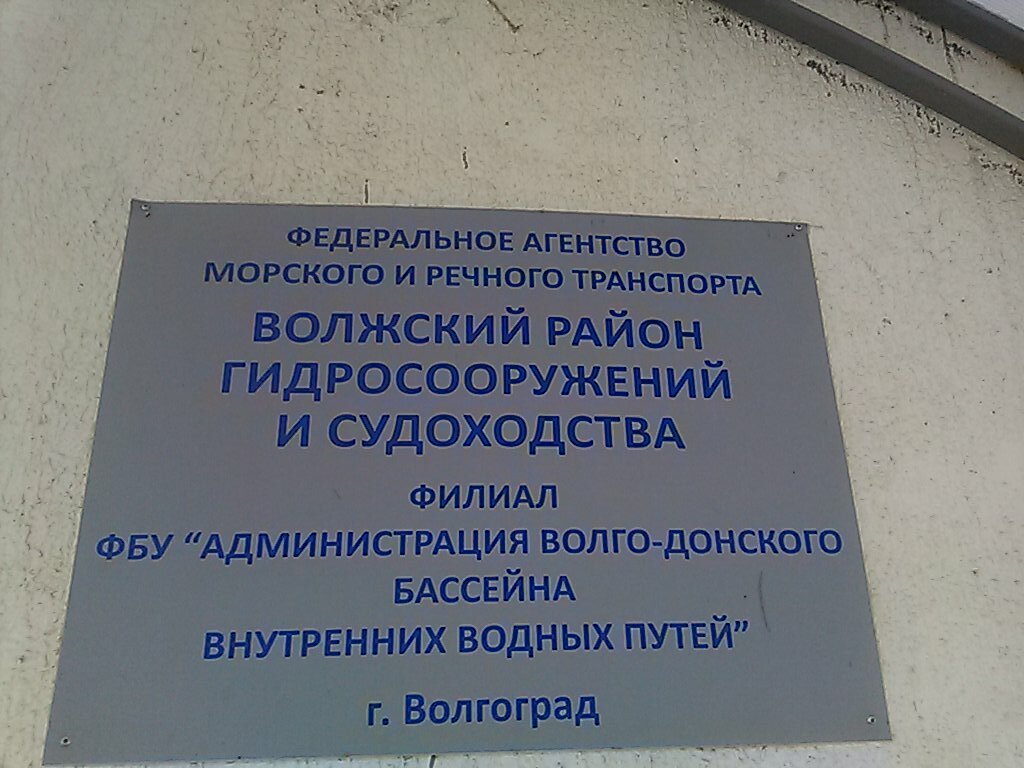 ФЕДЕРАЛЬНОЕ АГЕНТСТВО
МОРСКОГО И РЕЧНОГО ТРАНСПОРТА
ВОЛЖСКИЙ РАЙОН
ГИДРОСООРУЖЕНИЙ
И СУДОХОДСТВА
ФИЛИАЛ
ФБУ “АДМИНИСТРАЦИЯ ВОЛГО-ДОНСКОГО
БАССЕЙНА
ВНУТРЕННИХ ВОДНЫХ ПУТЕЙ”
г. Волгоград